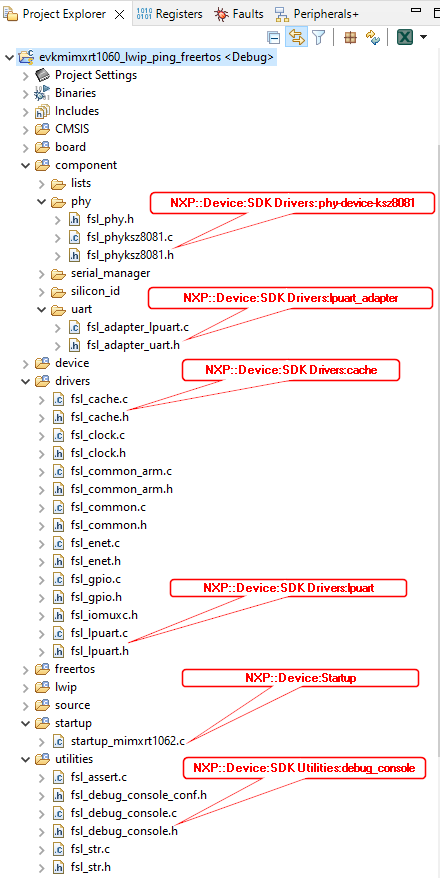 Project Explorer
Registers
Faults
Peripherals+
evkmimxrt1060_lwip_ping_freertos <Debug>
Project Settings
Binaries
Includes
CMSIS
board
component
lists
phy
NXP::Device:SDK Drivers:phy-device-ksz8081
fsl_phy.h
fsl_phyksz8081.c
fsl_phyksz8081.h
serial_manager
silicon_id
NXP::Device:SDK Drivers:lpuart_adapter
uart
fsl_adapter_lpuart.c
fsl_adapter_uart.h
device
NXP::Device:SDK Drivers:cache
drivers
fsl_cache.c
fsl_cache.h
fsl_clock.c
fsl_clock.h
fsl_common_arm.c
fsl_common_arm.h
fsl_common.c
fsl_common.h
fsl_enet.c
fsl_enet.h
fsl_gpio.c
NXP::Device:SDK Drivers:lpuart
fsl_gpio.h
fsl_iomuxc.h
fsl_lpuart.c
fsl_lpuart.h
freertos
NXP::Device:Startup
lwip
source
startup
startup_mimxrt1062.c
utilities
NXP::Device:SDK Utilities:debug_console
fsl_assert.c
fsl_debug_console_conf.h
fsl_debug_console.c
fsl_debug_console.h
fsl_str.c
fsl_str.h